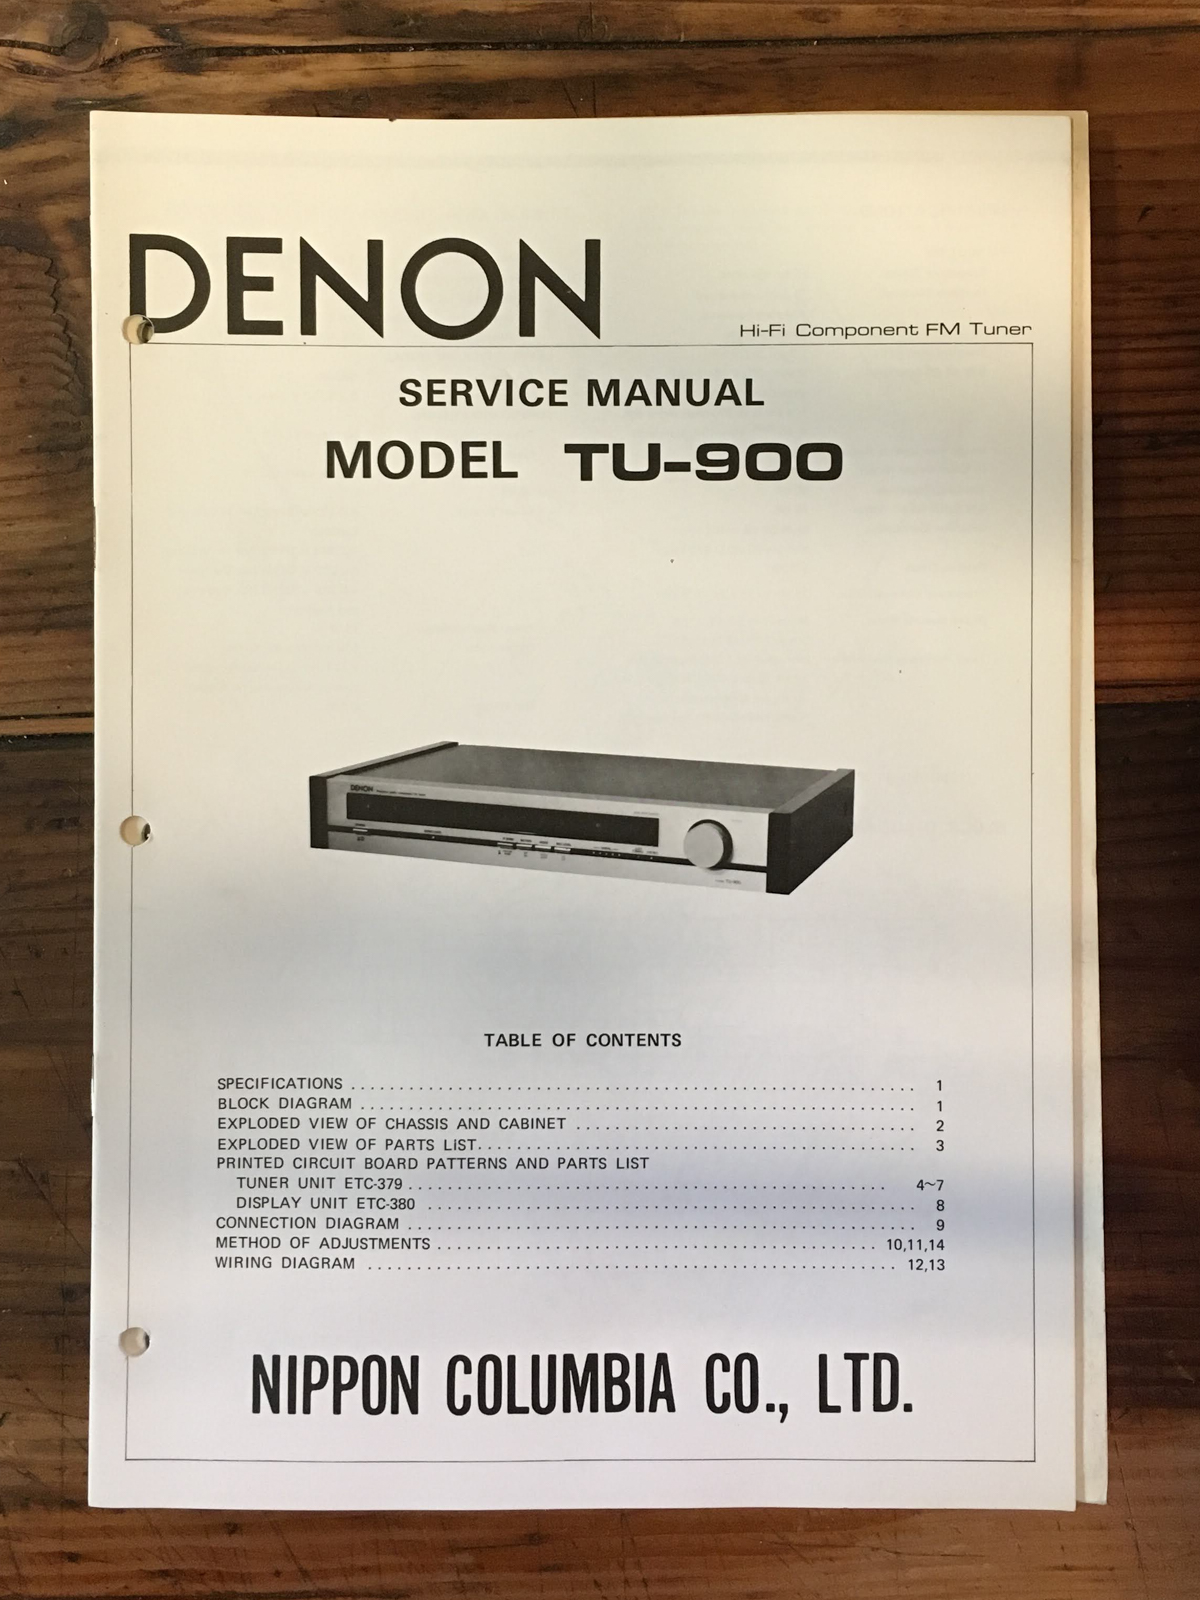 DENON
Hi-Fi Component FM Tuner
SERVICE MANUAL
MODEL TU-900
DENON
TABLE OF CONTENTS
SPECIFICATIONS ........ 1
BLOCK DIAGRAM ........ 1
EXPLODED VIEW OF CHASSIS AND CABINET ........ 2
EXPLODED VIEW OF PARTS LiST ........ 3
PRINTED CIRCUIT BOARD PATTERNS AND PARTS LIST
TUNER UNIT ETC-379 ........ 4~7
DISPLAY UNIT ETC-380 ........ 8
CONNECTION DIAGRAM ........ 9
METHOD OF ADJUSTMENTS ........ 10,11,14
WIRING DIAGRAM ........ 12,13
NIPPON COLUMBIA CO., LTD.